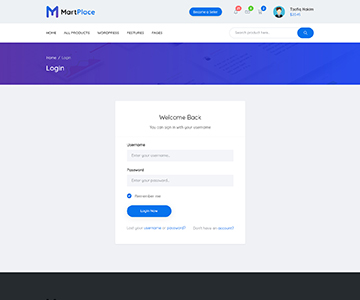 MartPlace
Become a Seller
$20.45
HOME ALL PRODUCTS WORDPRESS FEATURES PAGES
Search product here...
Home / Login
Login
Welcome Back
You can sign in with your username
Username
Enter your username...
Password
Enter your password...
Remember me
Login Now
Lost your username or password? Don't have an account?